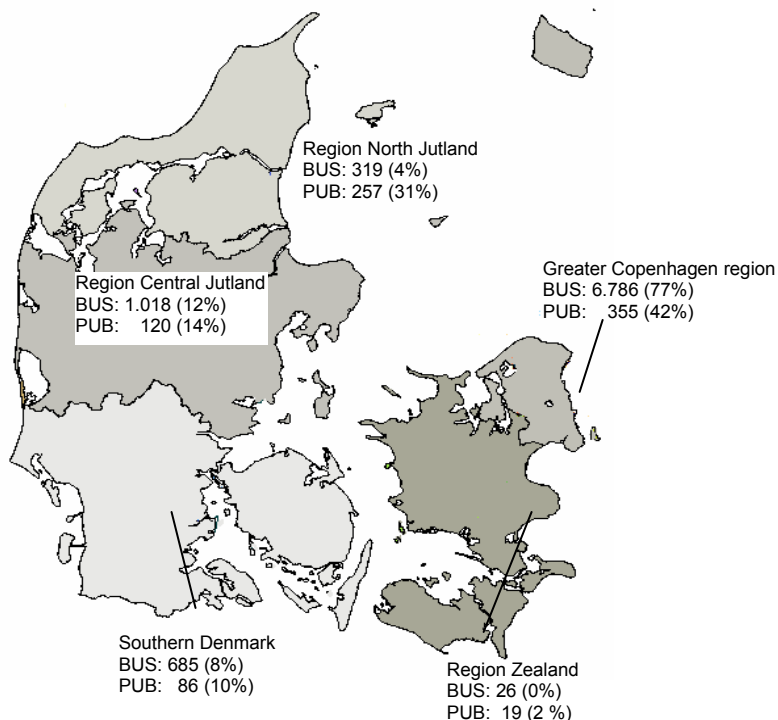 Region North Jutland
BUS: 319 (4%)
PUB: 257 (31%)
Greater Copenhagen region
BUS: 6.786 (77%)
PUB: 355 (42%)
Region Central Jutland
BUS: 1.018 (12%)
PUB: 120 (14%)
Southern Denmark
BUS: 685 (8%)
PUB: 86 (10%)
Region Zealand
BUS: 26 (0%)
PUB: 19 (2 %)